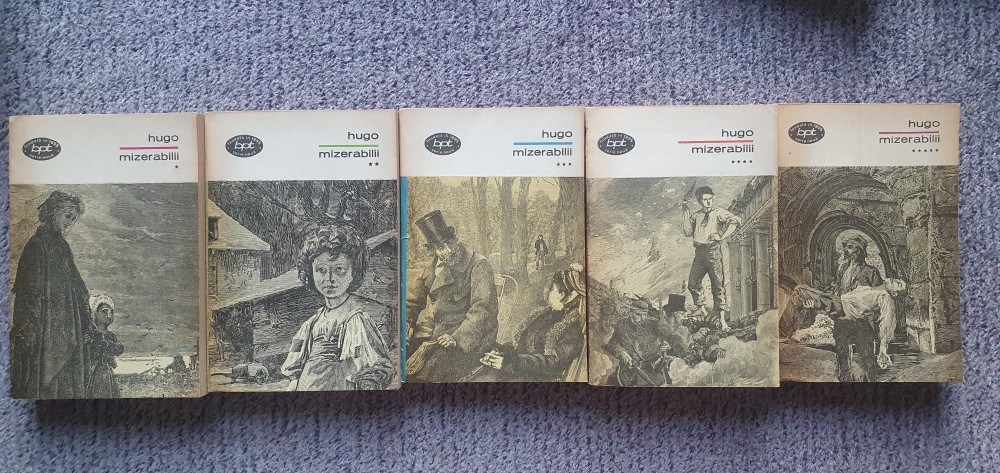 bpt
hugo
mizerabilii
*
bpt
hugo
mizerabilii
**
bpt
hugo
mizerabilii
***
bpt
hugo
mizerabilii
****
bpt
hugo
mizerabilii
*****